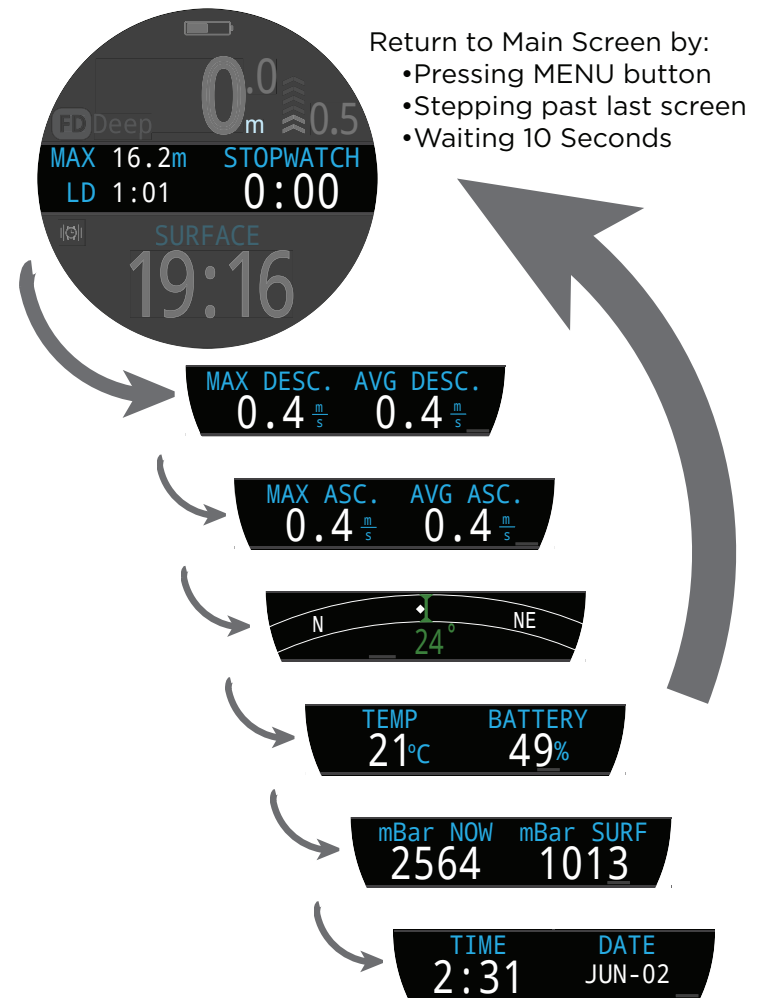 Return to Main Screen by:
•Pressing MENU button
•Stepping past last screen
•Waiting 10 Seconds
0.0m 0.5
FD Deep
MAX 16.2m STOPWATCH
LD 1:01 0:00
SURFACE
19:16
MAX DESC. AVG DESC.
0.4 m/s 0.4 m/s
MAX ASC. AVG ASC.
0.4 m/s 0.4 m/s
N NE
24°
TEMP BATTERY
21°C 49%
mBar NOW mBar SURF
2564 1013
TIME DATE
2:31 JUN-02